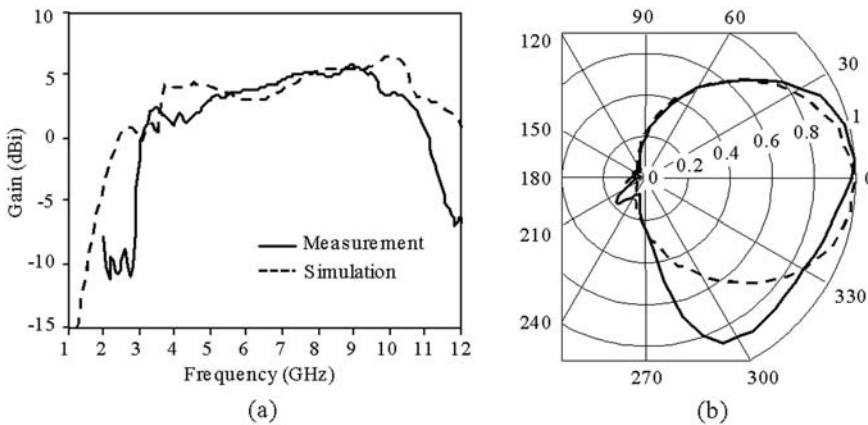 10
5
0
-5
-10
-15
Gain (dBi)
Measurement
Simulation
1 2 3 4 5 6 7 8 9 10 11 12
Frequency (GHz)
(a)
120 90 60
30
150
1
0.8
0.6
0.4
0.2
180 0 0
210
330
240
270
300
(b)